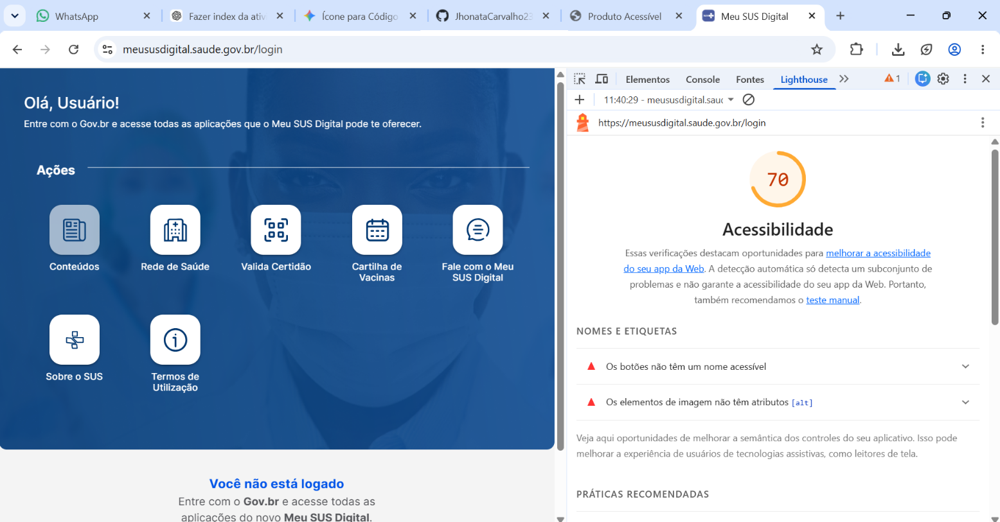 WhatsApp
Fazer index da ativ
Ícone para Código
JhonataCarvalho23
Produto Acessível
Meu SUS Digital
meususdigital.saude.gov.br/login
Olá, Usuário!
Entre com o Gov.br e acesse todas as aplicações que o Meu SUS Digital pode te oferecer.
Ações
Conteúdos
Rede de Saúde
Valida Certidão
Cartilha de
Vacinas
Fale com o Meu
SUS Digital
Sobre o SUS
Termos de
Utilização
Você não está logado
Entre com o Gov.br e acesse todas as
aplicações do novo Meu SUS Digital.
Elementos
Console
Fontes
Lighthouse
1
11:40:29 - meususdigital.sauc
https://meususdigital.saude.gov.br/login
70
Acessibilidade
Essas verificações destacam oportunidades para melhorar a acessibilidade
do seu app da Web. A detecção automática só detecta um subconjunto de
problemas e não garante a acessibilidade do seu app da Web. Portanto,
também recomendamos o teste manual.
NOMES E ETIQUETAS
Os botões não têm um nome acessível
Os elementos de imagem não têm atributos [alt]
Veja aqui oportunidades de melhorar a semântica dos controles do seu aplicativo. Isso pode
melhorar a experiência de usuários de tecnologias assistivas, como leitores de tela.
PRÁTICAS RECOMENDADAS